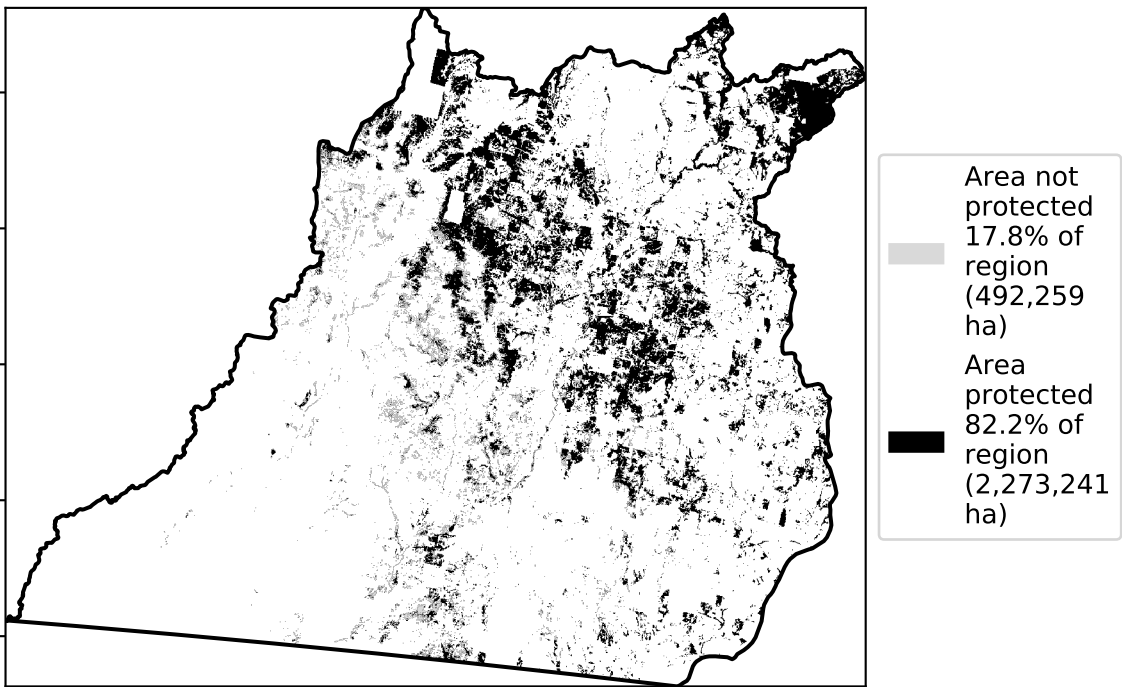 Area not
protected
17.8% of
region
(492,259
ha)
Area
protected
82.2% of
region
(2,273,241
ha)